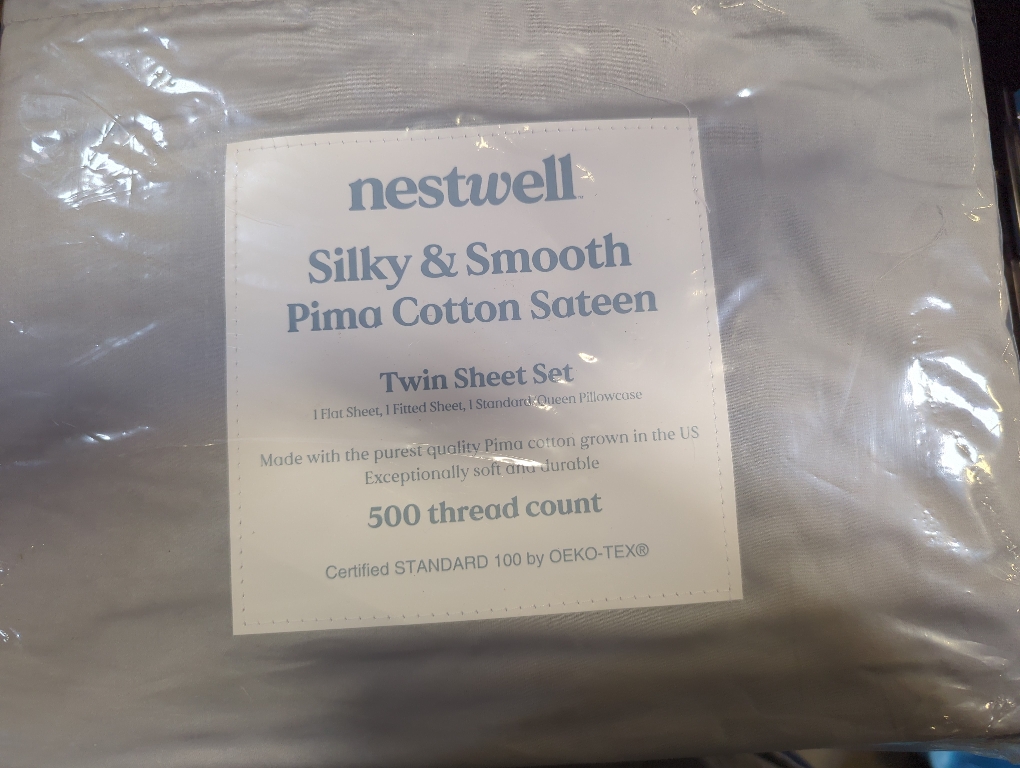 nestwell™
Silky & Smooth
Pima Cotton Sateen
Twin Sheet Set
1 Flat Sheet, 1 Fitted Sheet, 1 Standard/Queen Pillowcase
Made with the purest quality Pima cotton grown in the US
Exceptionally soft and durable
500 thread count
Certified STANDARD 100 by OEKO-TEX®